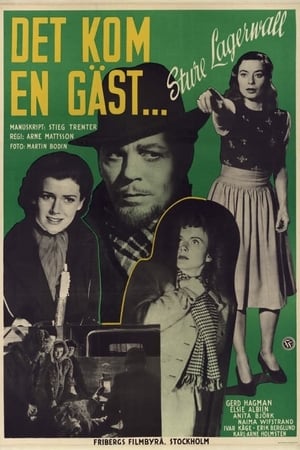 DET KOM
EN GÄST...
Sture Lagerwall
MANUSKRIPT: STIEG TRENTER
REGI: ARNE MATTSSON
FOTO: MARTIN BODIN
GERD HAGMAN
ELSIE ALBIIN
ANITA BJÖRK
NAIMA WIFSTRAND
IVAR KÅGE · ERIK BERGLUND
KARL-ARNE HOLMSTEN
FRIBERGS FILMBYRÅ. STOCKHOLM